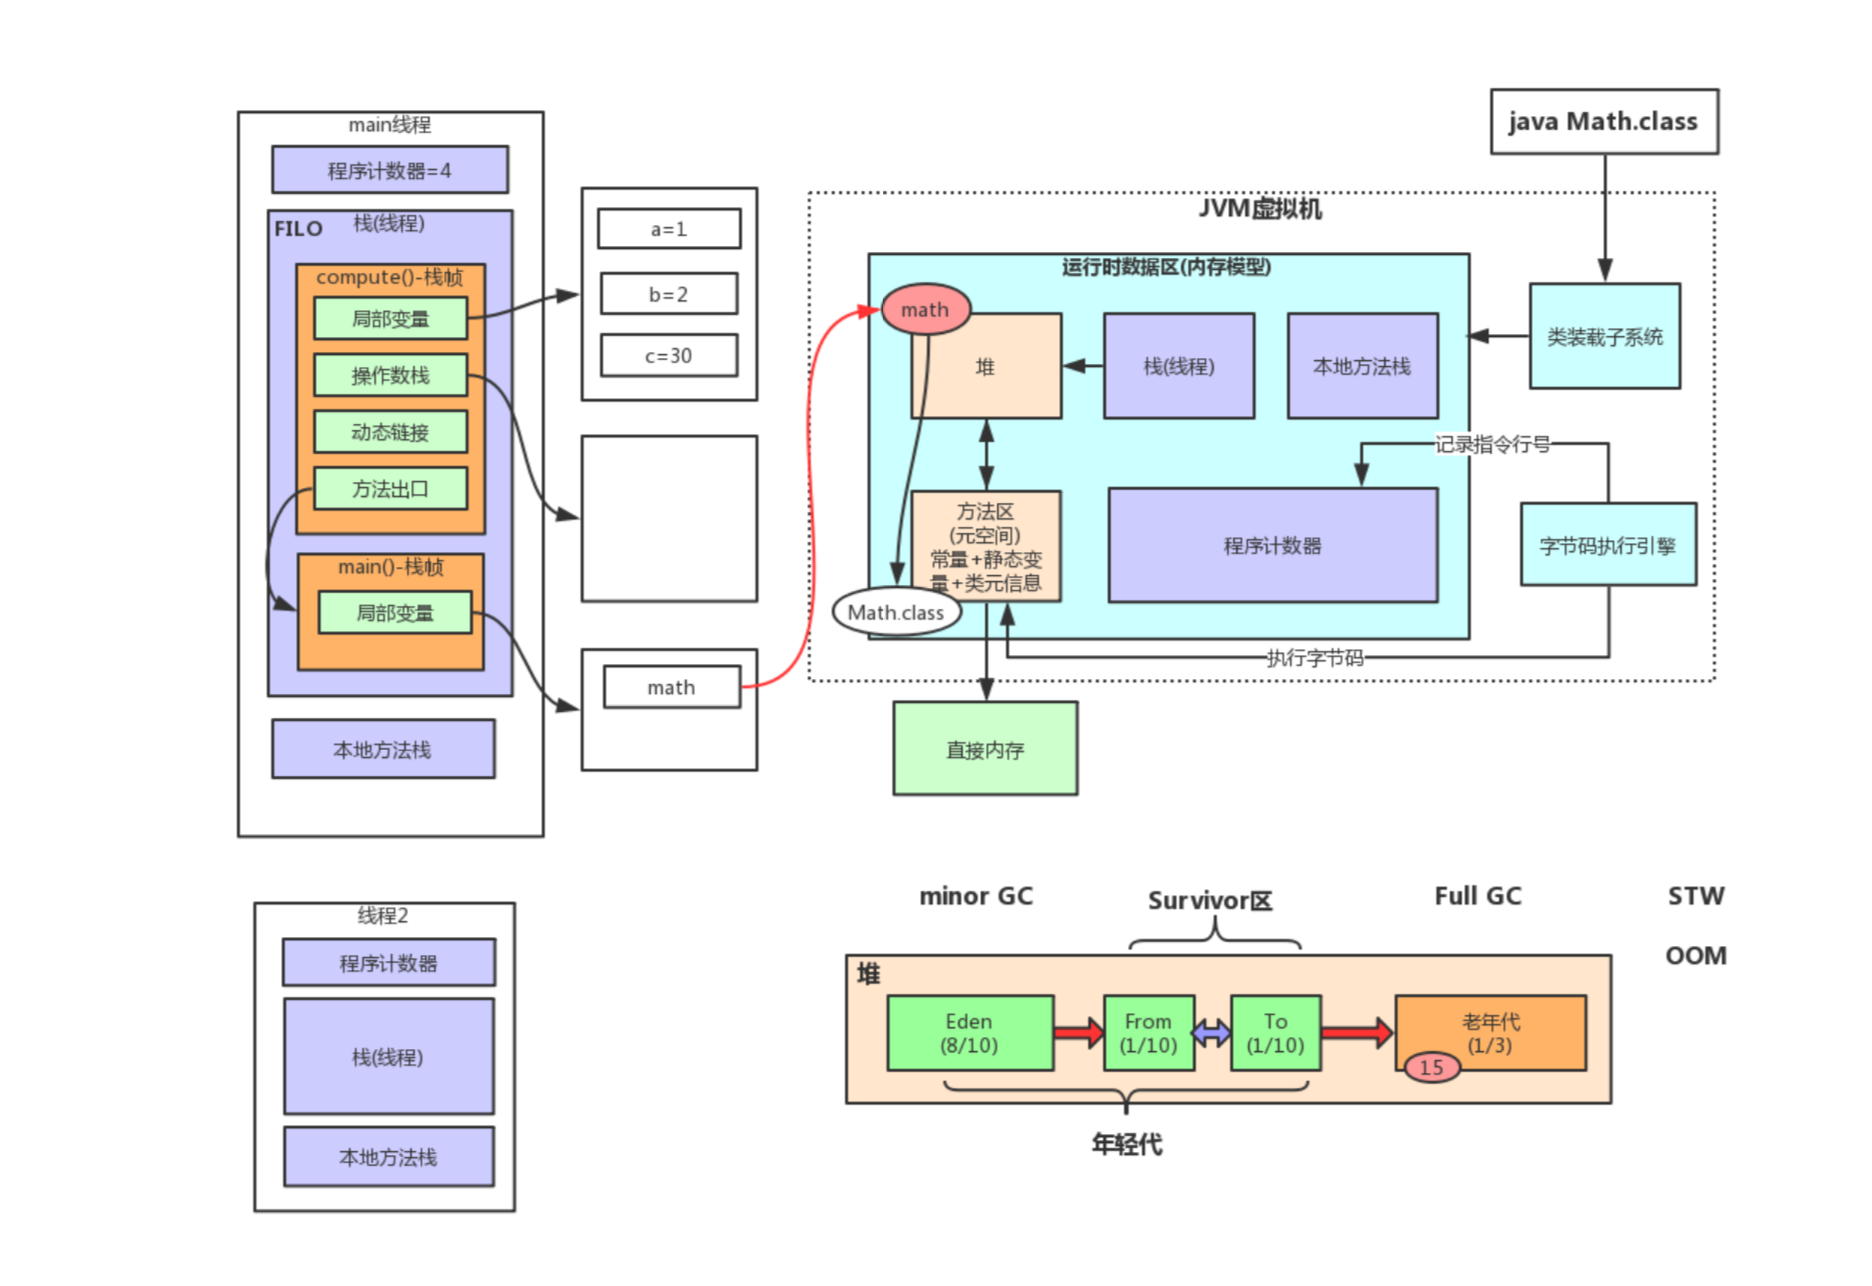 main线程
程序计数器=4
FILO
栈(线程)
compute()-栈帧
局部变量
操作数栈
动态链接
方法出口
main()-栈帧
局部变量
本地方法栈
a=1
b=2
c=30
math
java Math.class
JVM虚拟机
运行时数据区(内存模型)
math
堆
栈(线程)
本地方法栈
类装载子系统
记录指令行号
方法区
(元空间)
常量+静态变
量+类元信息
Math.class
程序计数器
字节码执行引擎
执行字节码
直接内存
线程2
程序计数器
栈(线程)
本地方法栈
minor GC
Survivor区
Full GC
STW
OOM
堆
Eden
(8/10)
From
(1/10)
To
(1/10)
老年代
(1/3)
15
年轻代